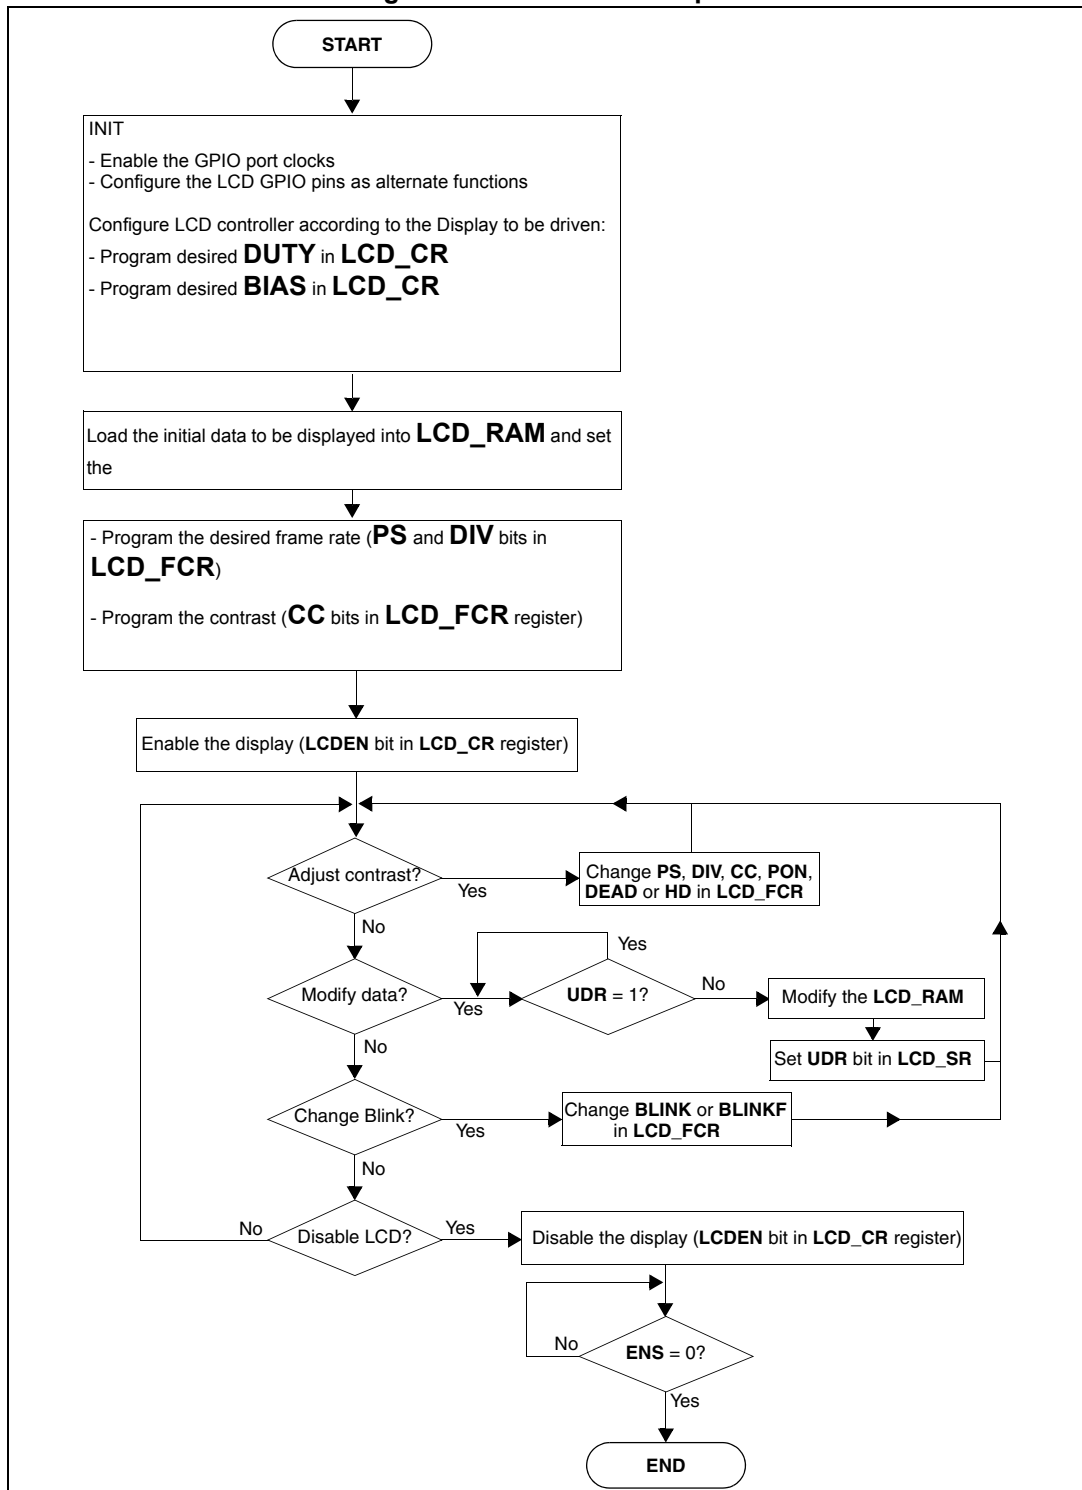 START
INIT
- Enable the GPIO port clocks
- Configure the LCD GPIO pins as alternate functions
Configure LCD controller according to the Display to be driven:
- Program desired DUTY in LCD_CR
- Program desired BIAS in LCD_CR
Load the initial data to be displayed into LCD_RAM and set
the
- Program the desired frame rate (PS and DIV bits in
LCD_FCR)
- Program the contrast (CC bits in LCD_FCR register)
Enable the display (LCDEN bit in LCD_CR register)
Adjust contrast?
Yes
Change PS, DIV, CC, PON,
DEAD or HD in LCD_FCR
No
Modify data?
Yes
Yes
UDR = 1?
No
Modify the LCD_RAM
Set UDR bit in LCD_SR
No
Change Blink?
Yes
Change BLINK or BLINKF
in LCD_FCR
No
No
Disable LCD?
Yes
Disable the display (LCDEN bit in LCD_CR register)
No
ENS = 0?
Yes
END